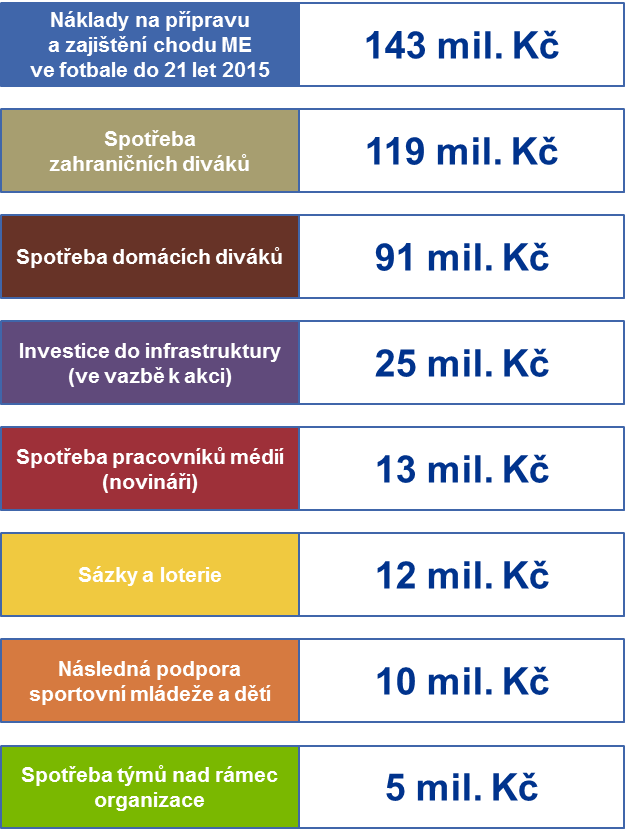 Náklady na přípravu
a zajištění chodu ME
ve fotbale do 21 let 2015
143 mil. Kč
Spotřeba
zahraničních diváků
119 mil. Kč
Spotřeba domácích diváků
91 mil. Kč
Investice do infrastruktury
(ve vazbě k akci)
25 mil. Kč
Spotřeba pracovníků médií
(novináři)
13 mil. Kč
Sázky a loterie
12 mil. Kč
Následná podpora
sportovní mládeže a dětí
10 mil. Kč
Spotřeba týmů nad rámec
organizace
5 mil. Kč